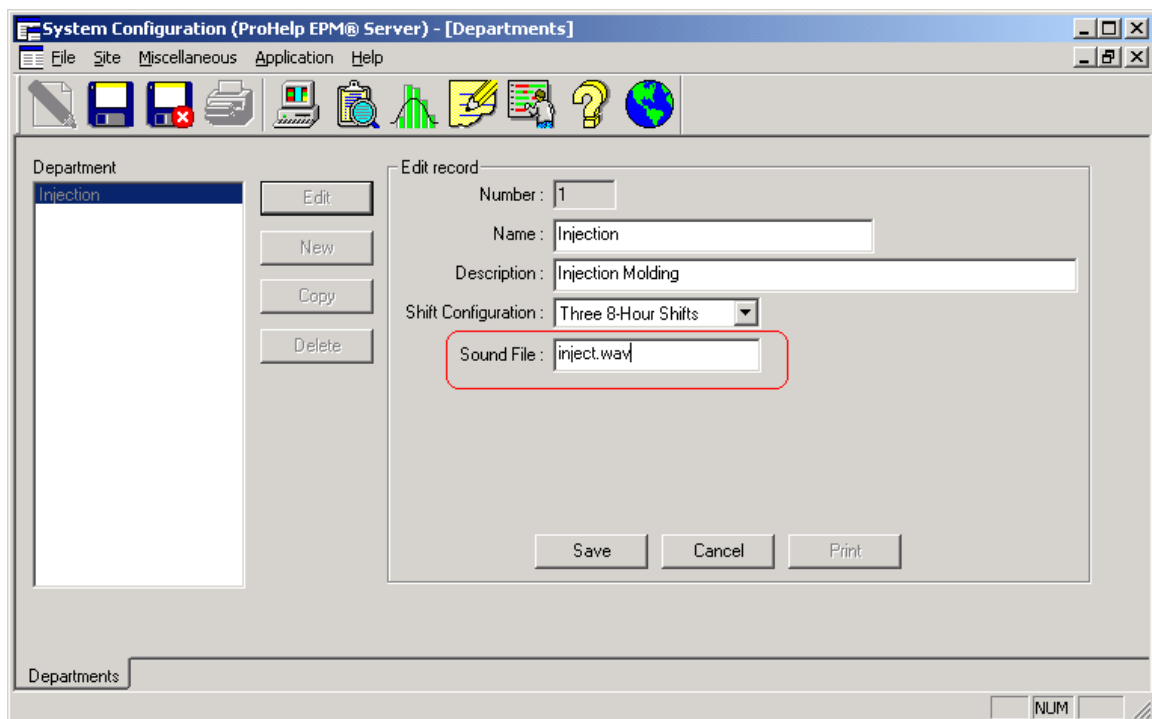 System Configuration (ProHelp EPM® Server) - [Departments]
File Site Miscellaneous Application Help
Department
Injection
Edit
New
Copy
Delete
Edit record
Number : 1
Name : Injection
Description : Injection Molding
Shift Configuration : Three 8-Hour Shifts
Sound File : inject.wav
Save Cancel Print
Departments
NUM